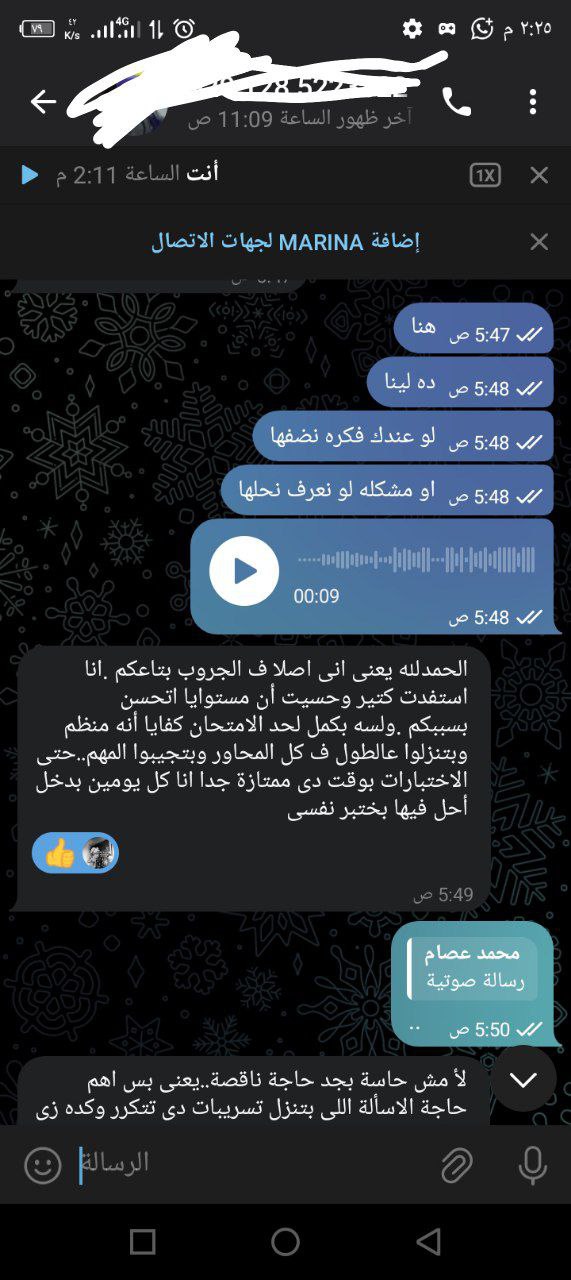 ٧٩
٤٢
K/s
4G
٢:٢٥ م
آخر ظهور الساعة 11:09 ص
أنت الساعة 2:11 م
1X
إضافة MARINA لجهات الاتصال
هنا
5:47 ص
ده لينا
5:48 ص
لو عندك فكره نضفها
5:48 ص
او مشكله لو نعرف نحلها
5:48 ص
00:09
5:48 ص
الحمدلله يعنى انى اصلا ف الجروب بتاعكم .انا
استفدت كتير وحسيت أن مستوايا اتحسن
بسببكم .ولسه بكمل لحد الامتحان كفايا أنه منظم
وبتنزلوا عالطول ف كل المحاور وبتجيبوا المهم..حتى
الاختبارات بوقت دى ممتازة جدا انا كل يومين بدخل
أحل فيها بختبر نفسى
5:49 ص
محمد عصام
رسالة صوتية
..
5:50 ص
لأ مش حاسة بجد حاجة ناقصة..يعنى بس اهم
حاجة الاسألة اللى بتنزل تسريبات دى تتكرر وكده زى
الرسالة